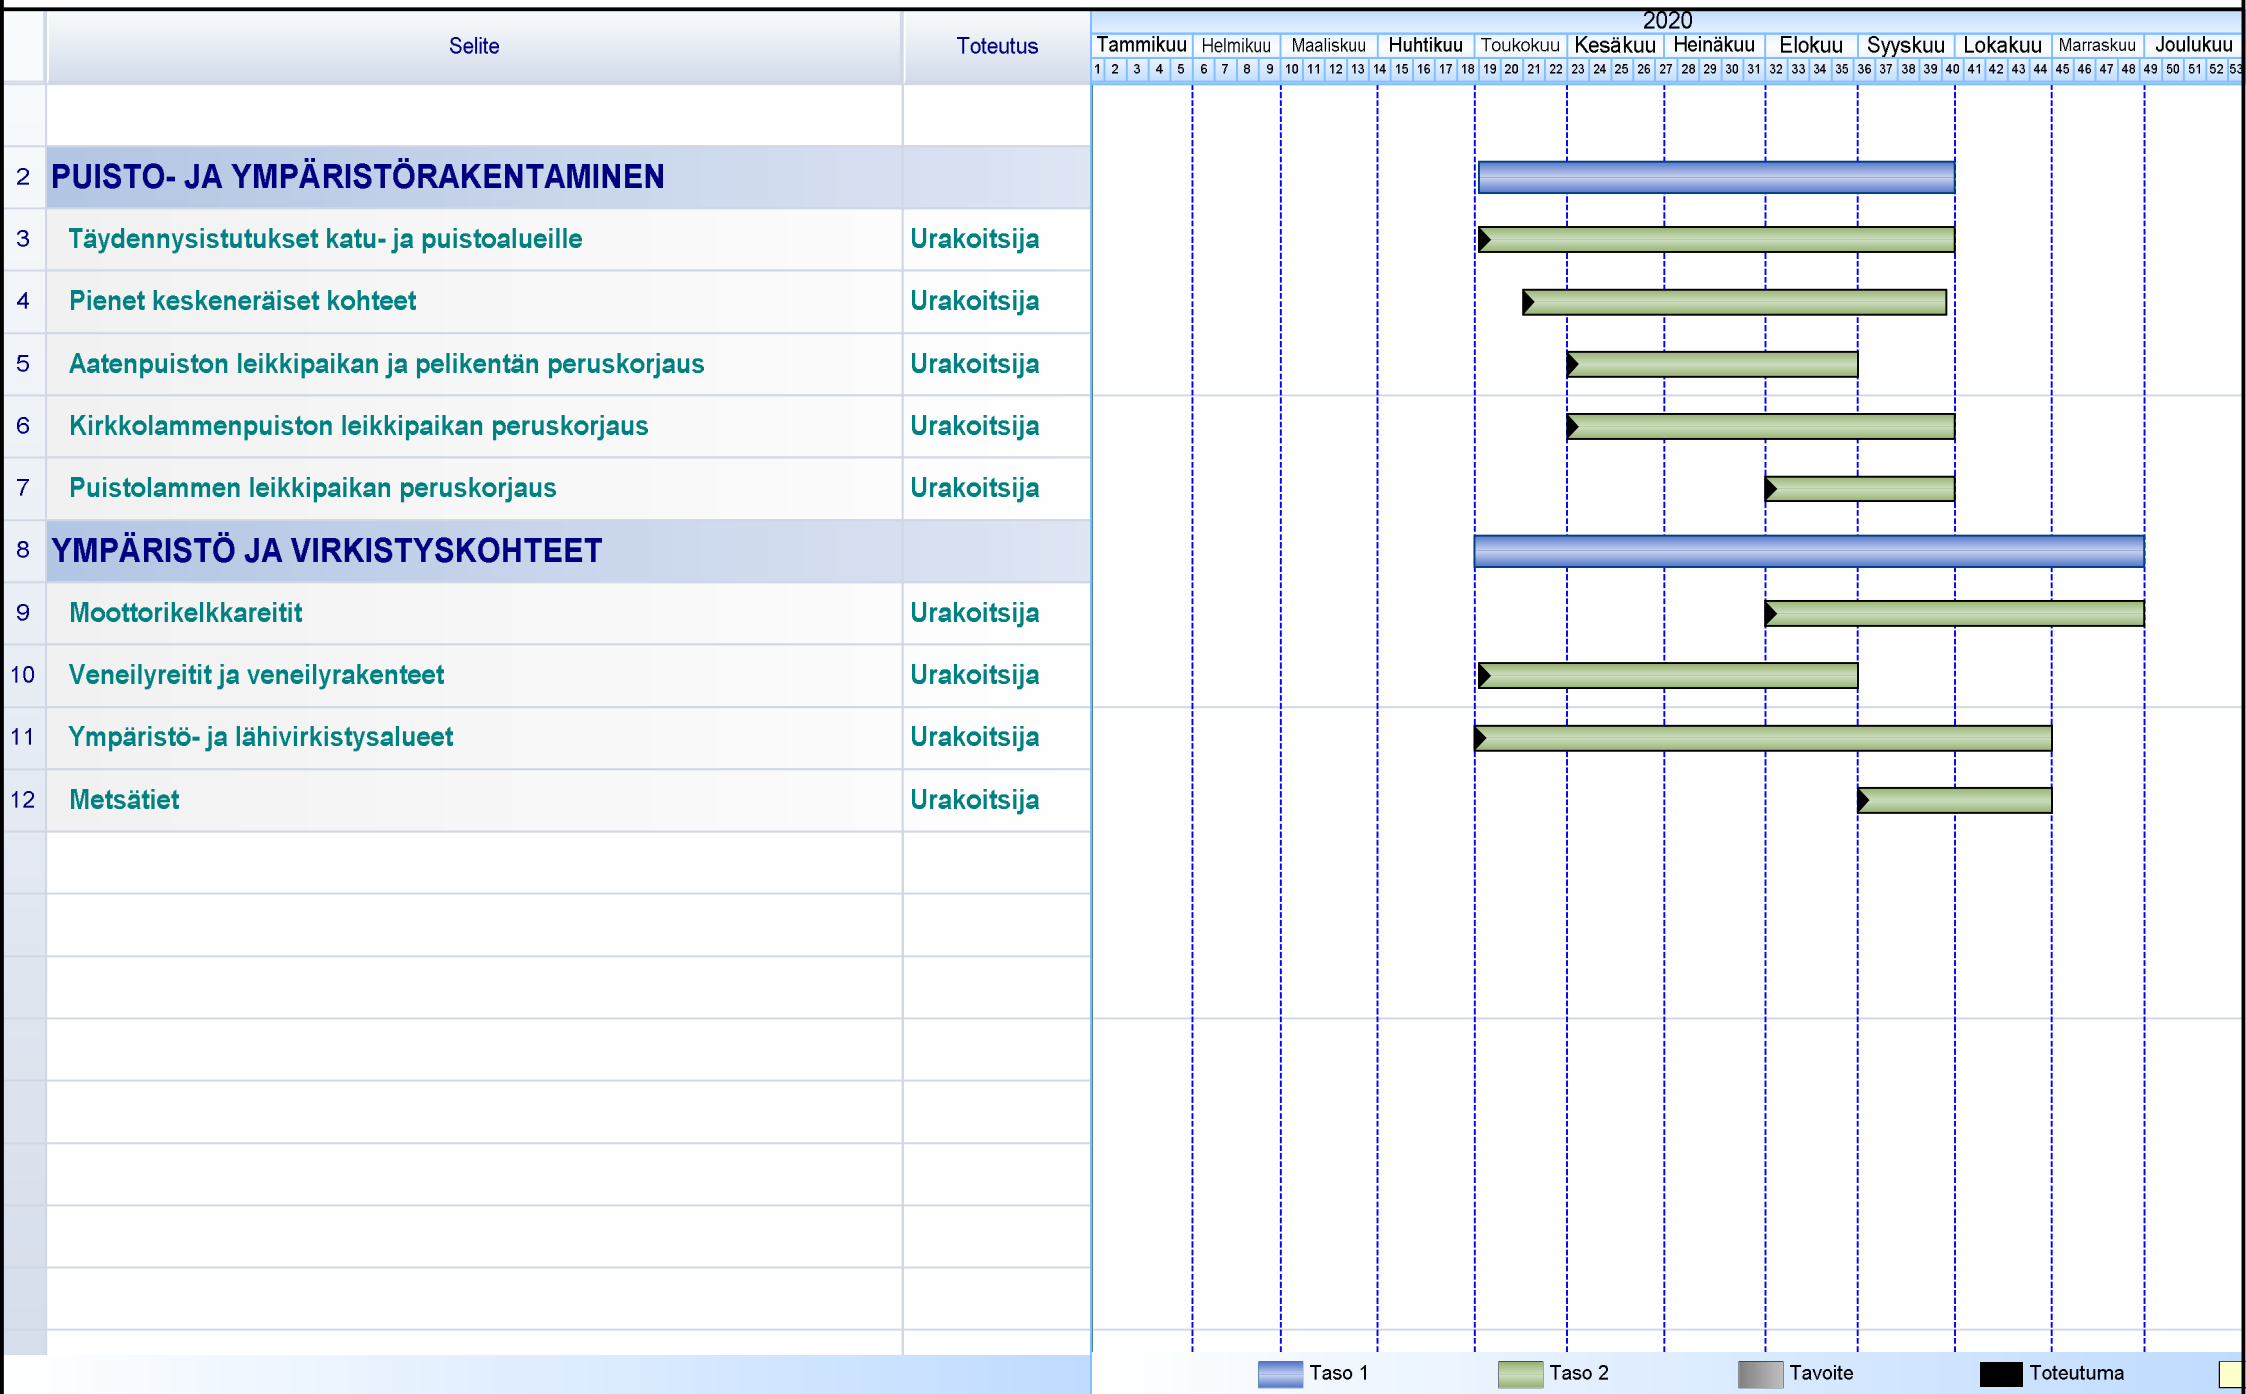 2020
Selite Toteutus Tammikuu Helmikuu Maaliskuu Huhtikuu Toukokuu Kesäkuu Heinäkuu Elokuu Syyskuu Lokakuu Marraskuu Joulukuu
1 2 3 4 5 6 7 8 9 10 11 12 13 14 15 16 17 18 19 20 21 22 23 24 25 26 27 28 29 30 31 32 33 34 35 36 37 38 39 40 41 42 43 44 45 46 47 48 49 50 51 52 53
2 PUISTO- JA YMPÄRISTÖRAKENTAMINEN
3 Täydennysistutukset katu- ja puistoalueille Urakoitsija
4 Pienet keskeneräiset kohteet Urakoitsija
5 Aatenpuiston leikkipaikan ja pelikentän peruskorjaus Urakoitsija
6 Kirkkolammenpuiston leikkipaikan peruskorjaus Urakoitsija
7 Puistolammen leikkipaikan peruskorjaus Urakoitsija
8 YMPÄRISTÖ JA VIRKISTYSKOHTEET
9 Moottorikelkkareitit Urakoitsija
10 Veneilyreitit ja veneilyrakenteet Urakoitsija
11 Ympäristö- ja lähivirkistysalueet Urakoitsija
12 Metsätiet Urakoitsija
Taso 1 Taso 2 Tavoite Toteutuma